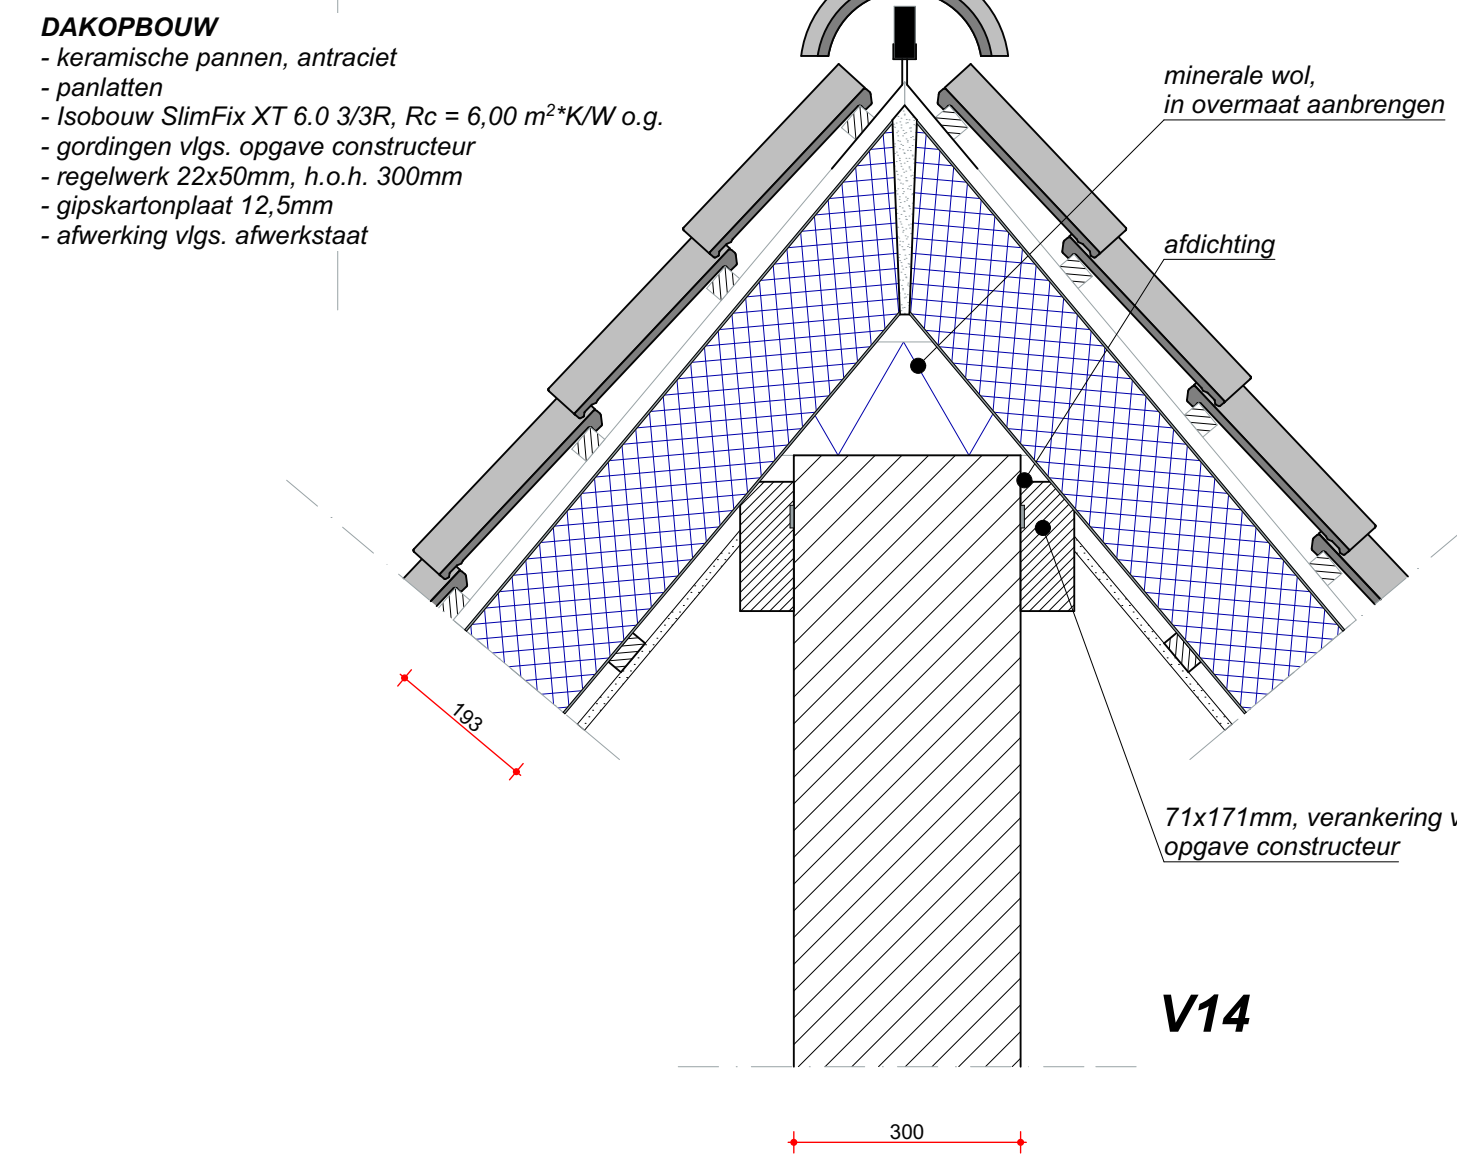 DAKOPBOUW
- keramische pannen, antraciet
- panlatten
- Isobouw SlimFix XT 6.0 3/3R, Rc = 6,00 m²*K/W o.g.
- gordingen vlgs. opgave constructeur
- regelwerk 22x50mm, h.o.h. 300mm
- gipskartonplaat 12,5mm
- afwerking vlgs. afwerkstaat
minerale wol,
in overmaat aanbrengen
afdichting
193
71x171mm, verankering
opgave constructeur
V14
300